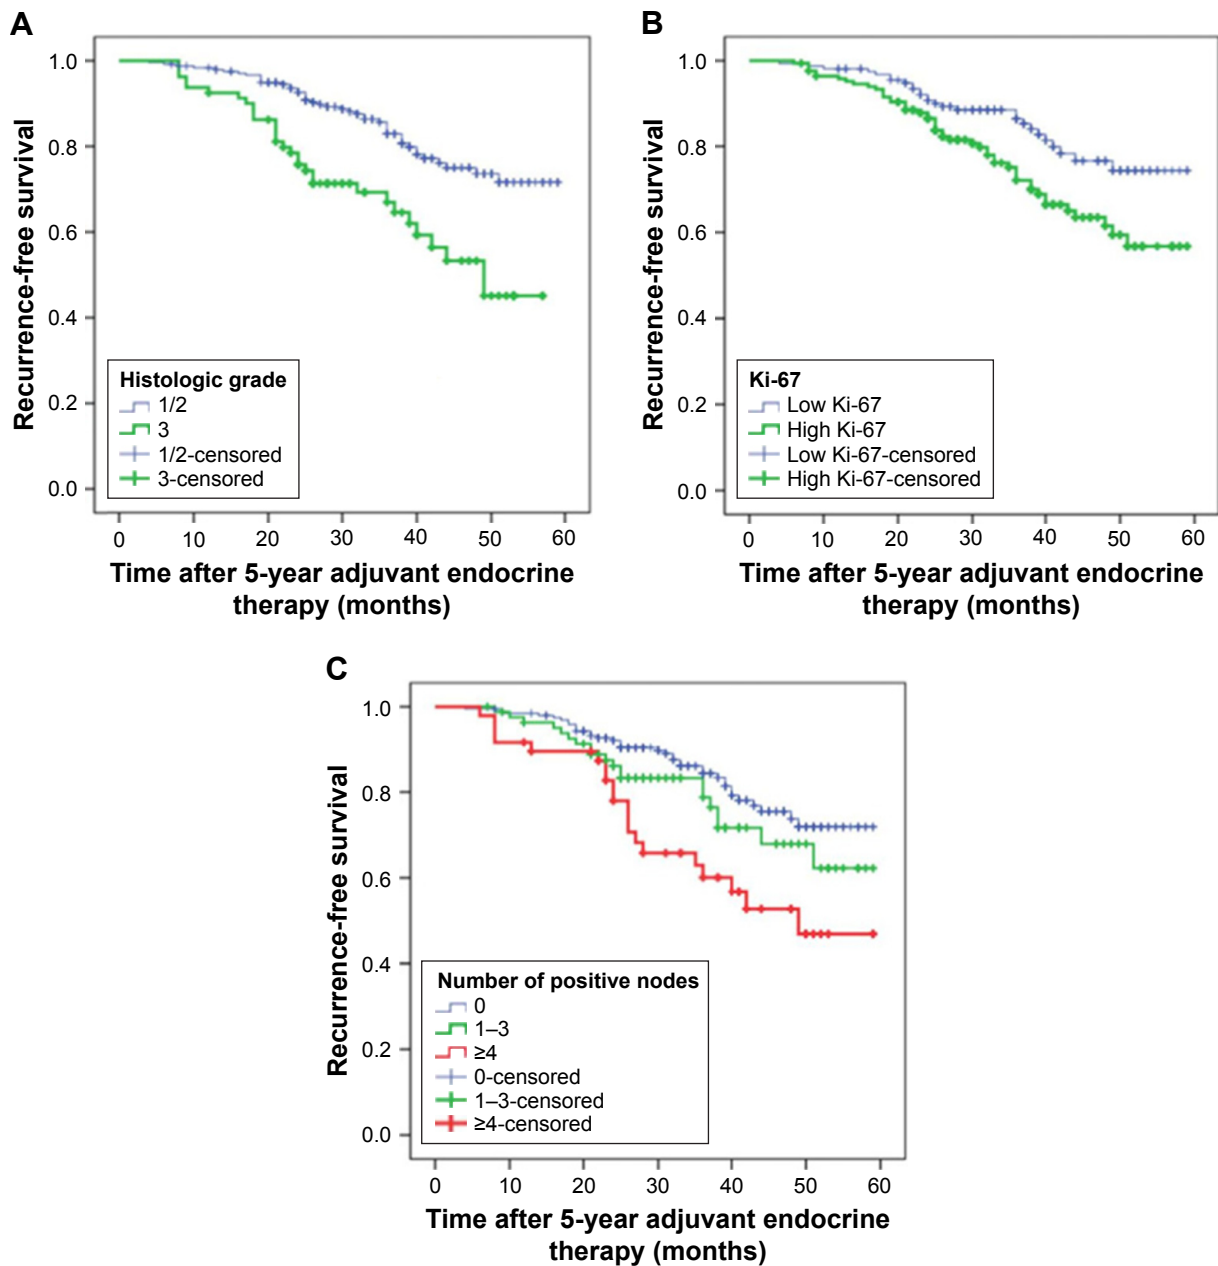 A
Recurrence-free survival
1.0
0.8
0.6
0.4
0.2
0.0
Histologic grade
1/2
3
1/2-censored
3-censored
0 10 20 30 40 50 60
Time after 5-year adjuvant endocrine
therapy (months)
B
Recurrence-free survival
1.0
0.8
0.6
0.4
0.2
0.0
Ki-67
Low Ki-67
High Ki-67
Low Ki-67-censored
High Ki-67-censored
0 10 20 30 40 50 60
Time after 5-year adjuvant endocrine
therapy (months)
C
Recurrence-free survival
1.0
0.8
0.6
0.4
0.2
0.0
Number of positive nodes
0
1–3
≥4
0-censored
1–3-censored
≥4-censored
0 10 20 30 40 50 60
Time after 5-year adjuvant endocrine
therapy (months)